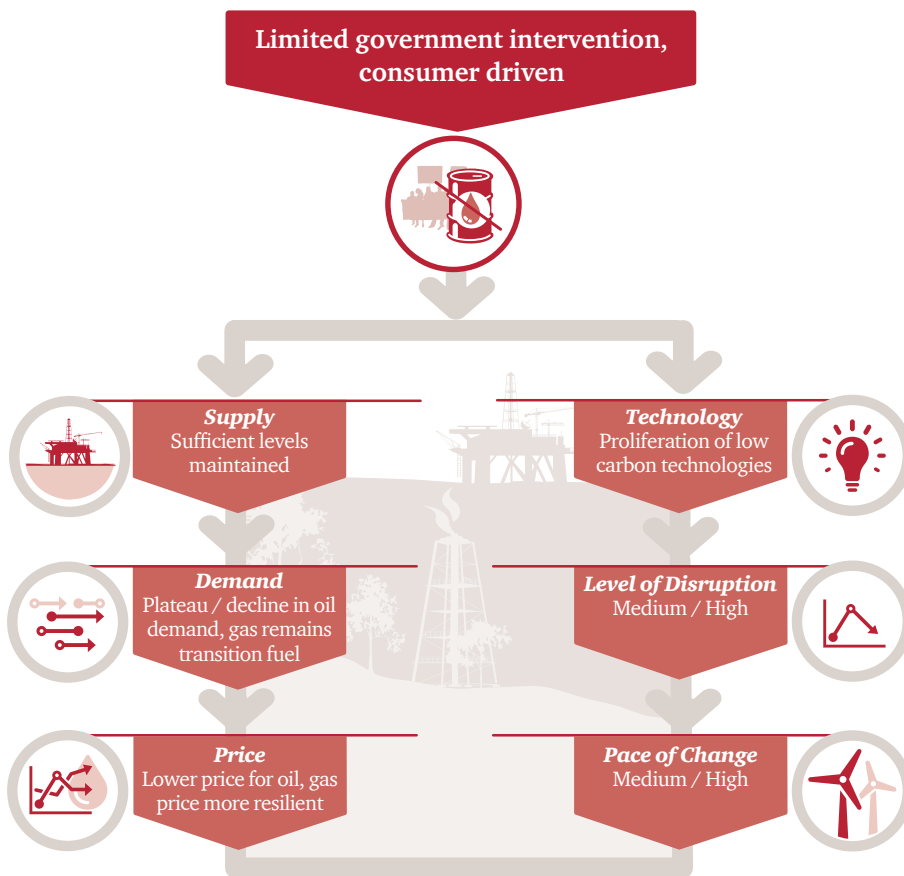 Limited government intervention,
consumer driven
Supply
Sufficient levels
maintained
Technology
Proliferation of low
carbon technologies
Demand
Plateau / decline in oil
demand, gas remains
transition fuel
Level of Disruption
Medium / High
Price
Lower price for oil, gas
price more resilient
Pace of Change
Medium / High